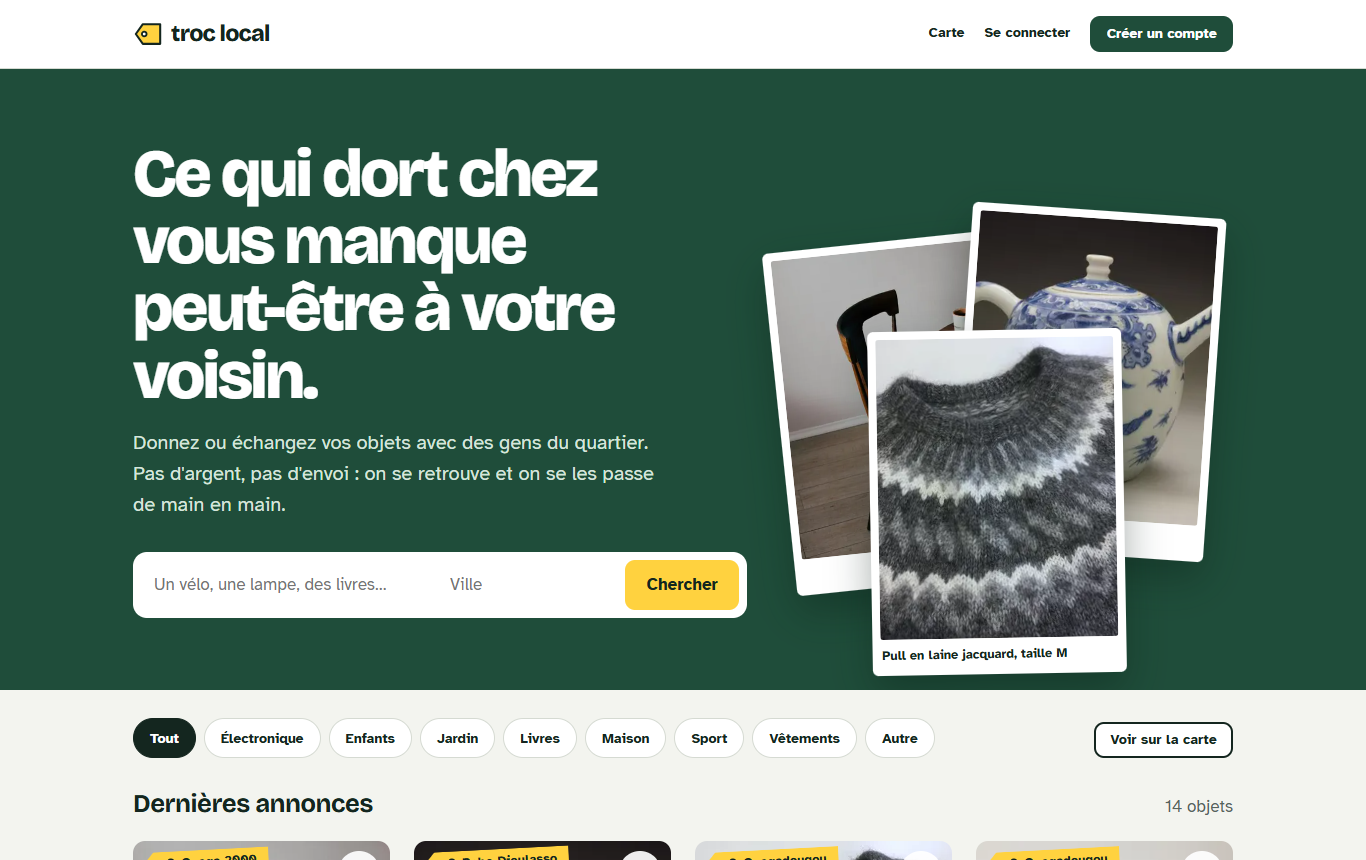 troc local
Carte
Se connecter
Créer un compte
Ce qui dort chez
vous manque
peut-être à votre
voisin.
Donnez ou échangez vos objets avec des gens du quartier.
Pas d'argent, pas d'envoi : on se retrouve et on se les passe
de main en main.
Un vélo, une lampe, des livres...
Ville
Chercher
Pull en laine jacquard, taille M
Tout
Électronique
Enfants
Jardin
Livres
Maison
Sport
Vêtements
Autre
Voir sur la carte
Dernières annonces
14 objets